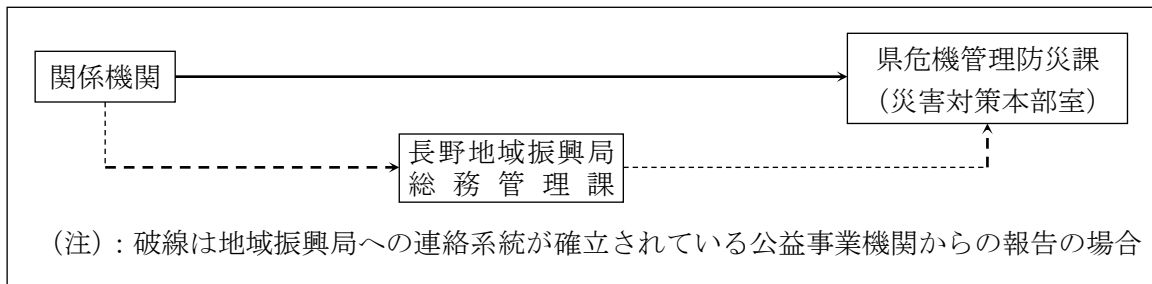 関係機関
県危機管理防災課
（災害対策本部室）
長野地域振興局
総務管理課
（注）：破線は地域振興局への連絡系統が確立されている公益事業機関からの報告の場合